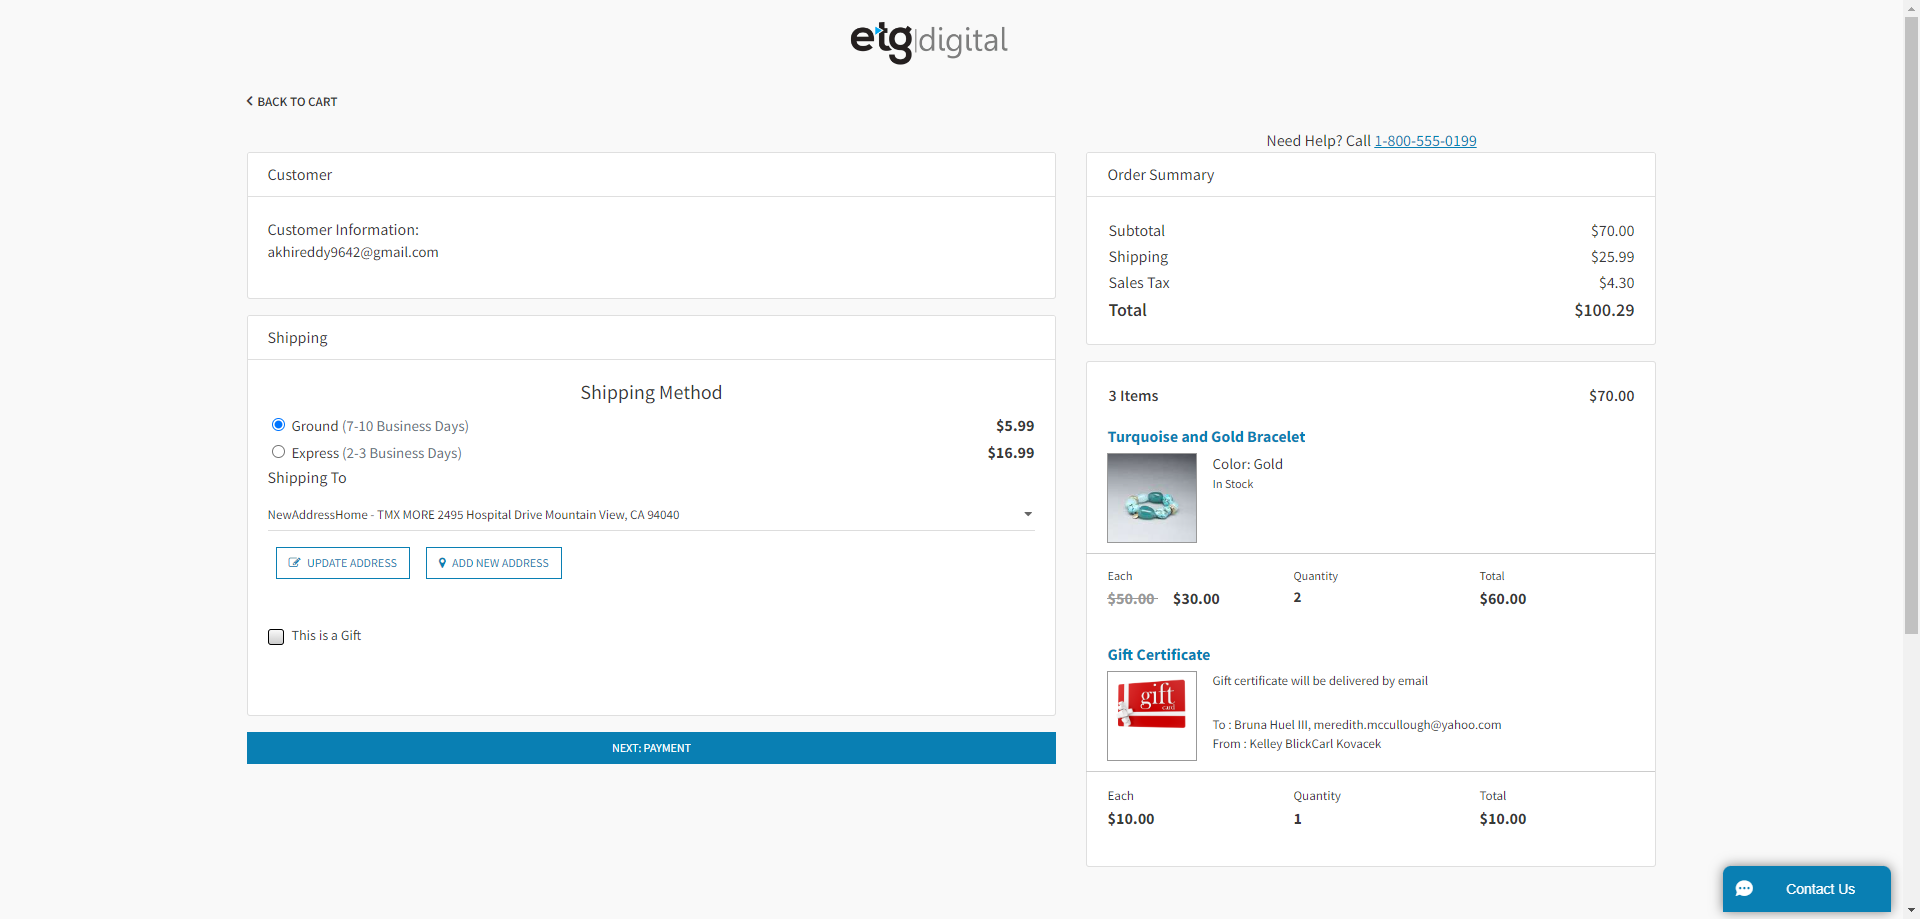 etg|digital
BACK TO CART
Need Help? Call 1-800-555-0199
Customer
Customer Information:
akhireddy9642@gmail.com
Shipping
Shipping Method
Ground (7-10 Business Days) $5.99
Express (2-3 Business Days) $16.99
Shipping To
NewAddressHome - TMX MORE 2495 Hospital Drive Mountain View, CA 94040
UPDATE ADDRESS ADD NEW ADDRESS
This is a Gift
NEXT: PAYMENT
Order Summary
Subtotal $70.00
Shipping $25.99
Sales Tax $4.30
Total $100.29
3 Items $70.00
Turquoise and Gold Bracelet
Color: Gold
In Stock
Each Quantity Total
$50.00 $30.00 2 $60.00
Gift Certificate
gift
card
Gift certificate will be delivered by email
To : Bruna Huel III, meredith.mccullough@yahoo.com
From : Kelley BlickCarl Kovacek
Each Quantity Total
$10.00 1 $10.00
Contact Us